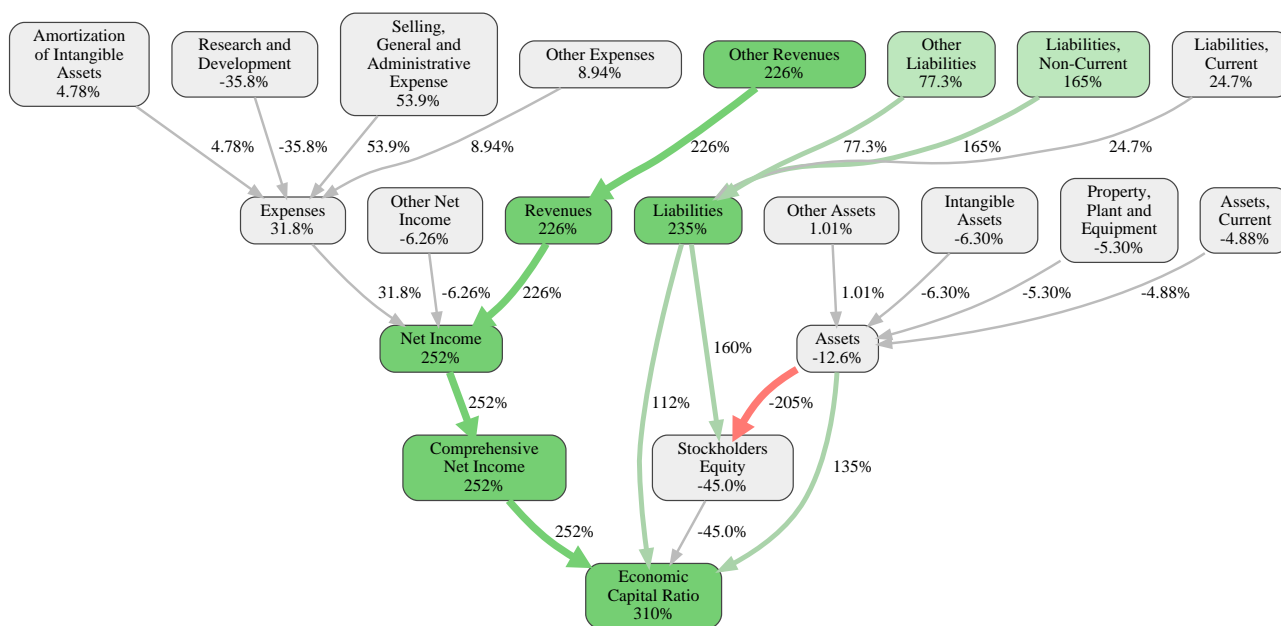 Amortization
of Intangible
Assets
4.78%
Research and
Development
-35.8%
Selling,
General and
Administrative
Expense
53.9%
Other Expenses
8.94%
Other Revenues
226%
Other
Liabilities
77.3%
Liabilities,
Non-Current
165%
Liabilities,
Current
24.7%
4.78%
-35.8%
53.9%
8.94%
226%
77.3%
165%
24.7%
Expenses
31.8%
Other Net
Income
-6.26%
Revenues
226%
Liabilities
235%
Other Assets
1.01%
Intangible
Assets
-6.30%
Property,
Plant and
Equipment
-5.30%
Assets,
Current
-4.88%
31.8%
-6.26%
226%
1.01%
-6.30%
-5.30%
-4.88%
Net Income
252%
160%
Assets
-12.6%
252%
112%
-205%
Comprehensive
Net Income
252%
Stockholders
Equity
-45.0%
135%
252%
-45.0%
Economic
Capital Ratio
310%